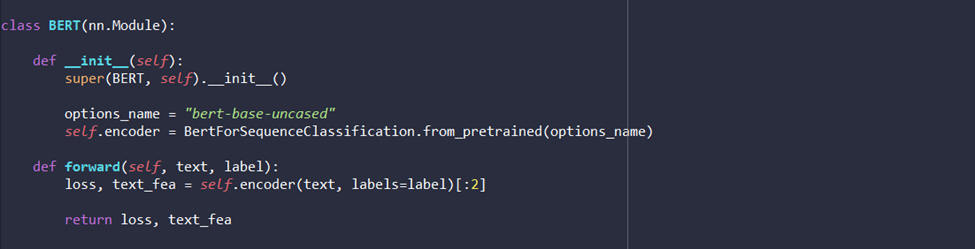 class BERT(nn.Module):
def __init__(self):
super(BERT, self).__init__()
options_name = "bert-base-uncased"
self.encoder = BertForSequenceClassification.from_pretrained(options_name)
def forward(self, text, label):
loss, text_fea = self.encoder(text, labels=label)[:2]
return loss, text_fea